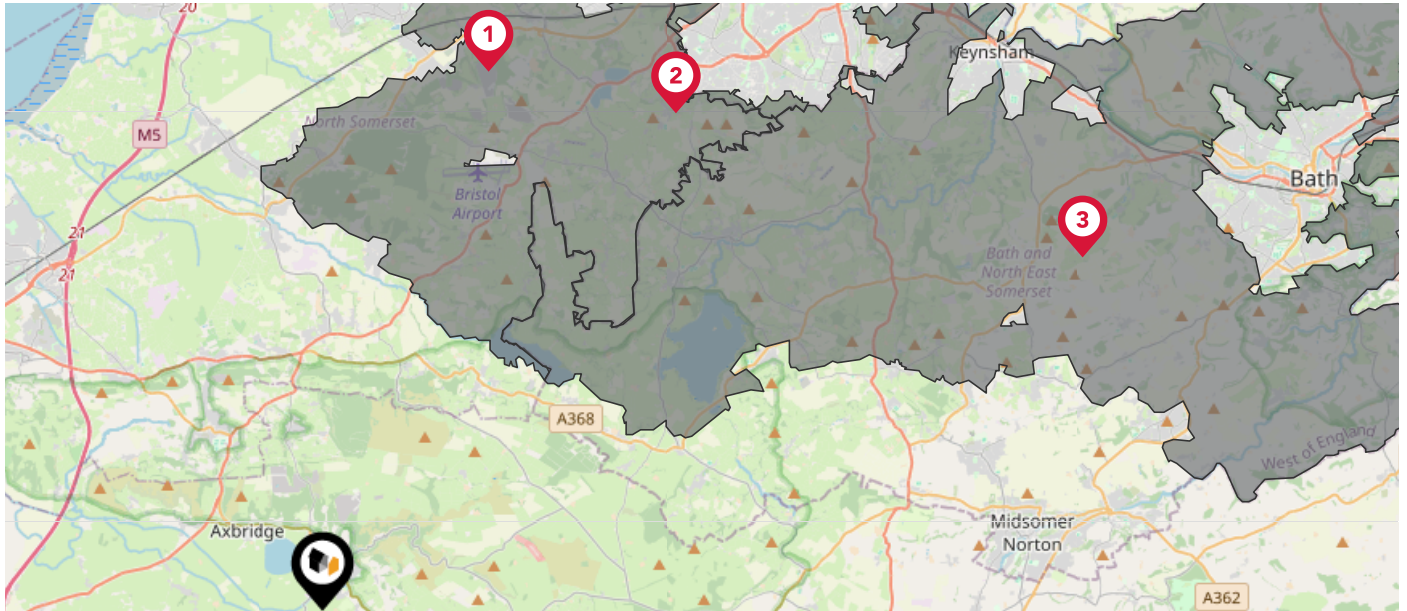 20
1
2
Keynsham
North Somerset
M5
Bristol
Airport
Bath
3
21
Bath and
North East
Somerset
21
A368
West of England
Axbridge
Midsomer
Norton
A362